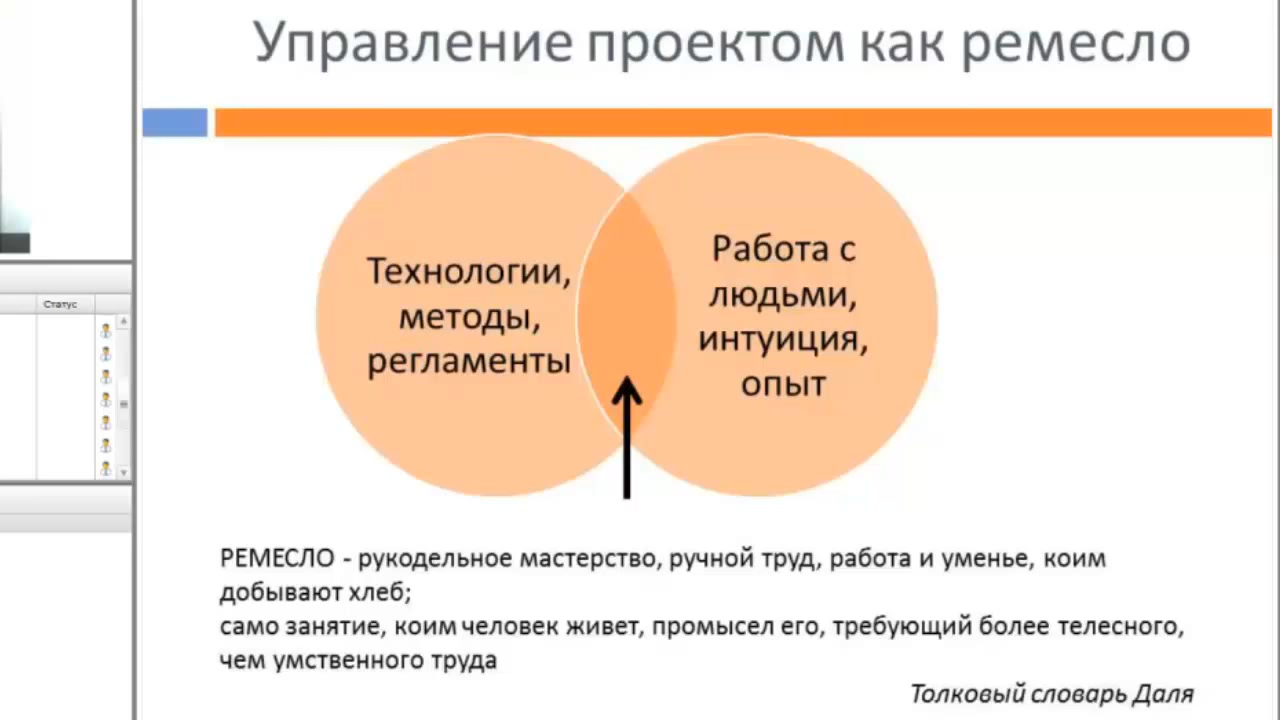 Управление проектом как ремесло
Статус
Технологии,
методы,
регламенты
Работа с
людьми,
интуиция,
опыт
РЕМЕСЛО - рукодельное мастерство, ручной труд, работа и уменье, коим
добывают хлеб;
само занятие, коим человек живет, промысел его, требующий более телесного,
чем умственного труда
Толковый словарь Даля